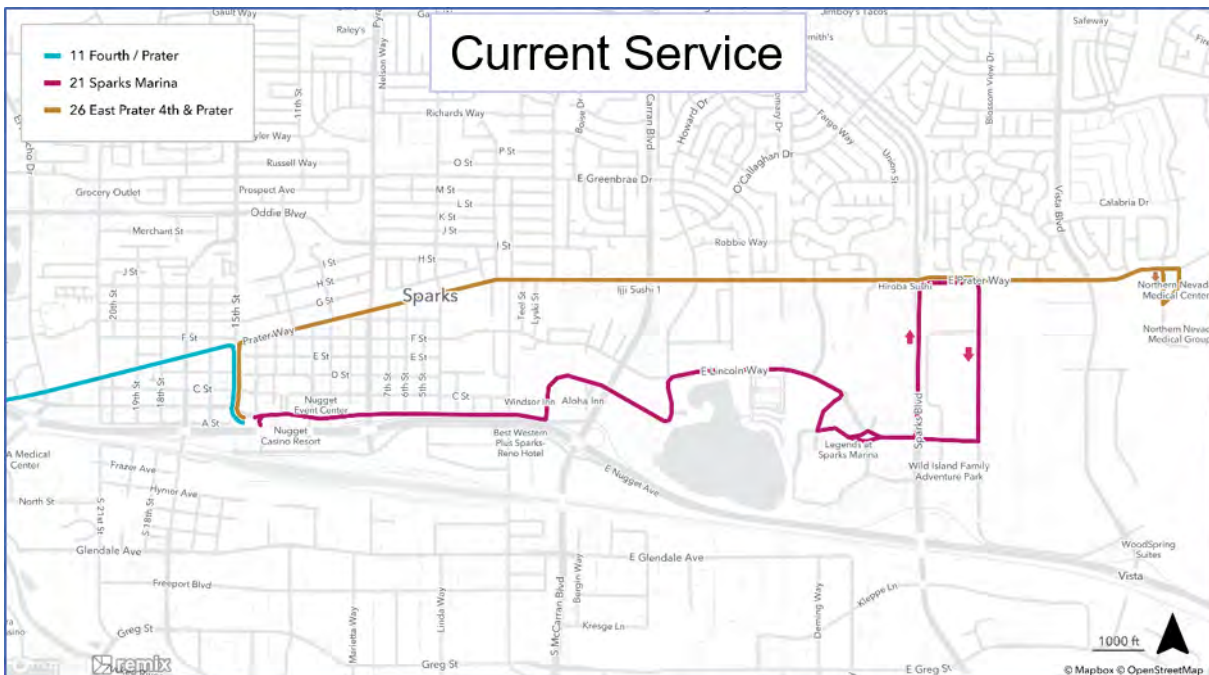 Current Service
11 Fourth / Prater
21 Sparks Marina
26 East Prater 4th & Prater
Gault Way
Raley's
Nelson Way
Jimboy's Tacos
Safeway
11th St
Richards Way
Boise Dr
Carran Blvd
Howard Dr
Fargo Way
Blossom View Dr
Russell Way
P St
O St
E Greenbrae Dr
O'Callaghan Dr
Union St
Grocery Outlet
Prospect Ave
M St
L St
K St
J St
Oddie Blvd
Merchant St
Vista Blvd
Calabria Dr
Robbie Way
I St
H St
J St
I St
H St
G St
20th St
15th St
Sparks
Ijji Sushi 1
Hiroba Sushi
E Prater Way
Northern Nevada
Medical Center
Northern Nevada
Medical Group
Teel St
Lyski St
Prater Way
F St
F St
E St
E St
D St
7th St
6th St
5th St
C St
C St
19th St
18th St
A St
Nugget
Event Center
Nugget
Casino Resort
Windsor Inn
Aloha Inn
E Lincoln Way
Best Western
Plus Sparks-
Reno Hotel
Legends at
Sparks Marina
Sparks Blvd
Wild Island Family
Adventure Park
A Medical
Center
Frazer Ave
Hymer Ave
North St
S 21st St
S 18th St
E Nugget Ave
Glendale Ave
E Glendale Ave
WoodSpring
Suites
Vista
Freeport Blvd
Marietta Way
Linda Way
S McCarran Blvd
Bergin Way
Deming Way
Kleppe Ln
Kresge Ln
Greg St
Greg St
E Greg St
1000 ft
remix
© Mapbox © OpenStreetMap